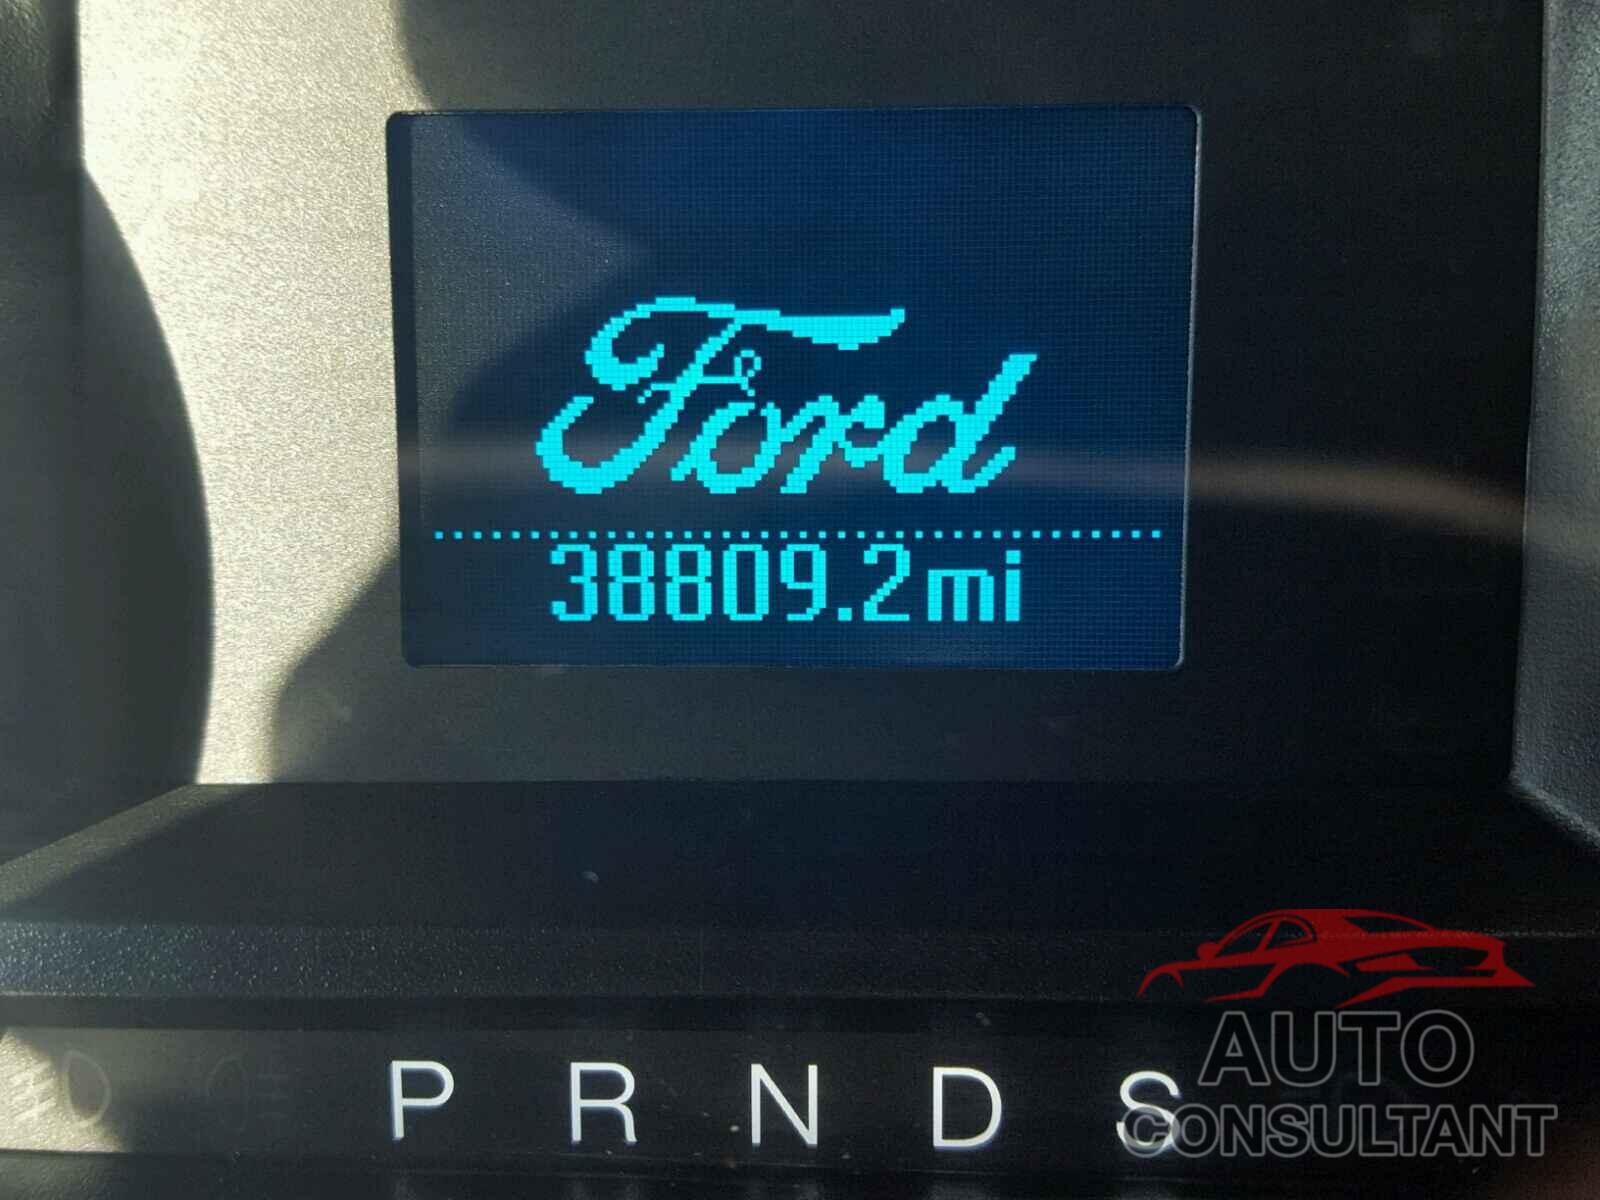 Ford
38809.2mi
P R N D S
AUTO
CONSULTANT